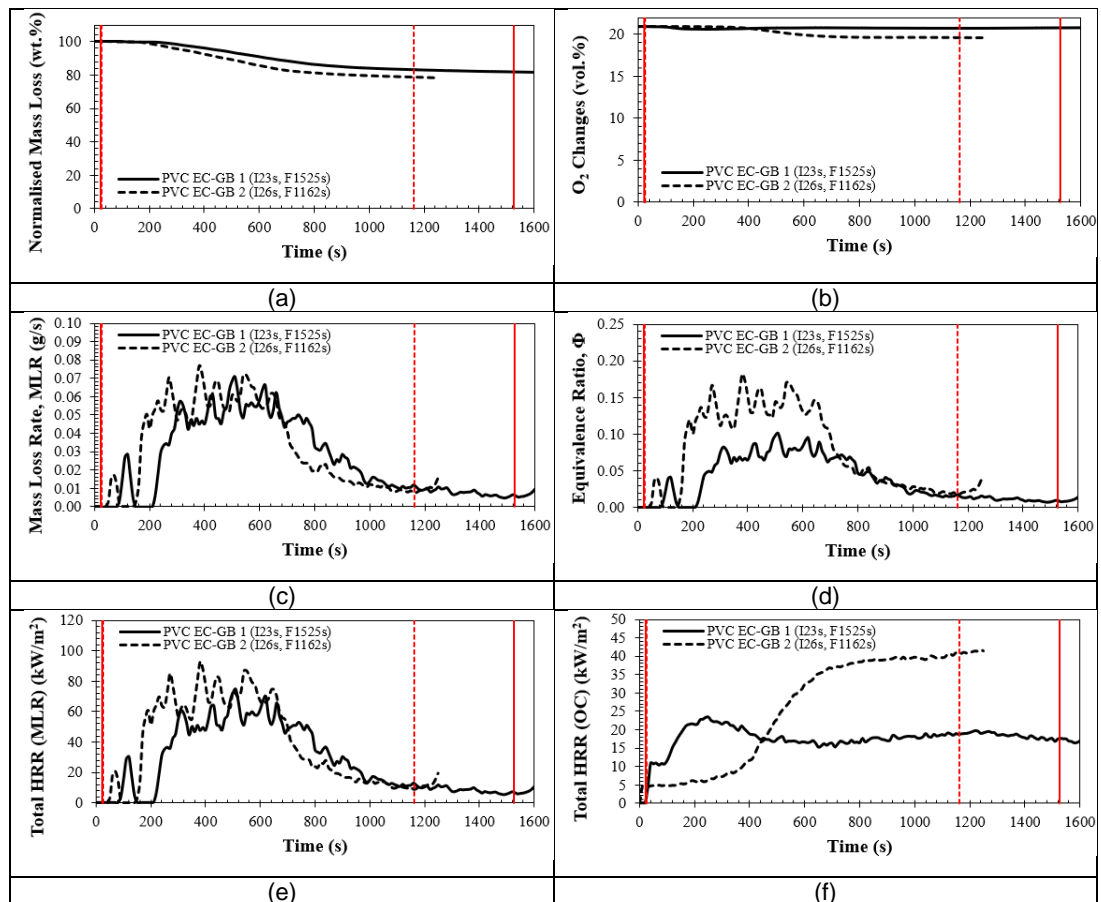 Normalised Mass Loss (wt.%)
120
100
80
60
40
20
0
PVC EC-GB 1 (I23s, F1525s)
PVC EC-GB 2 (I26s, F1162s)
0 200 400 600 800 1000 1200 1400 1600
Time (s)
(a)
O2 Changes (vol.%)
20
15
10
5
0
PVC EC-GB 1 (I23s, F1525s)
PVC EC-GB 2 (I26s, F1162s)
0 200 400 600 800 1000 1200 1400 1600
Time (s)
(b)
Mass Loss Rate, MLR (g/s)
0.10
0.09
0.08
0.07
0.06
0.05
0.04
0.03
0.02
0.01
0.00
PVC EC-GB 1 (I23s, F1525s)
PVC EC-GB 2 (I26s, F1162s)
0 200 400 600 800 1000 1200 1400 1600
Time (s)
(c)
Equivalence Ratio, Φ
0.25
0.20
0.15
0.10
0.05
0.00
PVC EC-GB 1 (I23s, F1525s)
PVC EC-GB 2 (I26s, F1162s)
0 200 400 600 800 1000 1200 1400 1600
Time (s)
(d)
Total HRR (MLR) (kW/m²)
120
100
80
60
40
20
0
PVC EC-GB 1 (I23s, F1525s)
PVC EC-GB 2 (I26s, F1162s)
0 200 400 600 800 1000 1200 1400 1600
Time (s)
(e)
Total HRR (OC) (kW/m²)
50
45
40
35
30
25
20
15
10
5
0
PVC EC-GB 1 (I23s, F1525s)
PVC EC-GB 2 (I26s, F1162s)
0 200 400 600 800 1000 1200 1400 1600
Time (s)
(f)